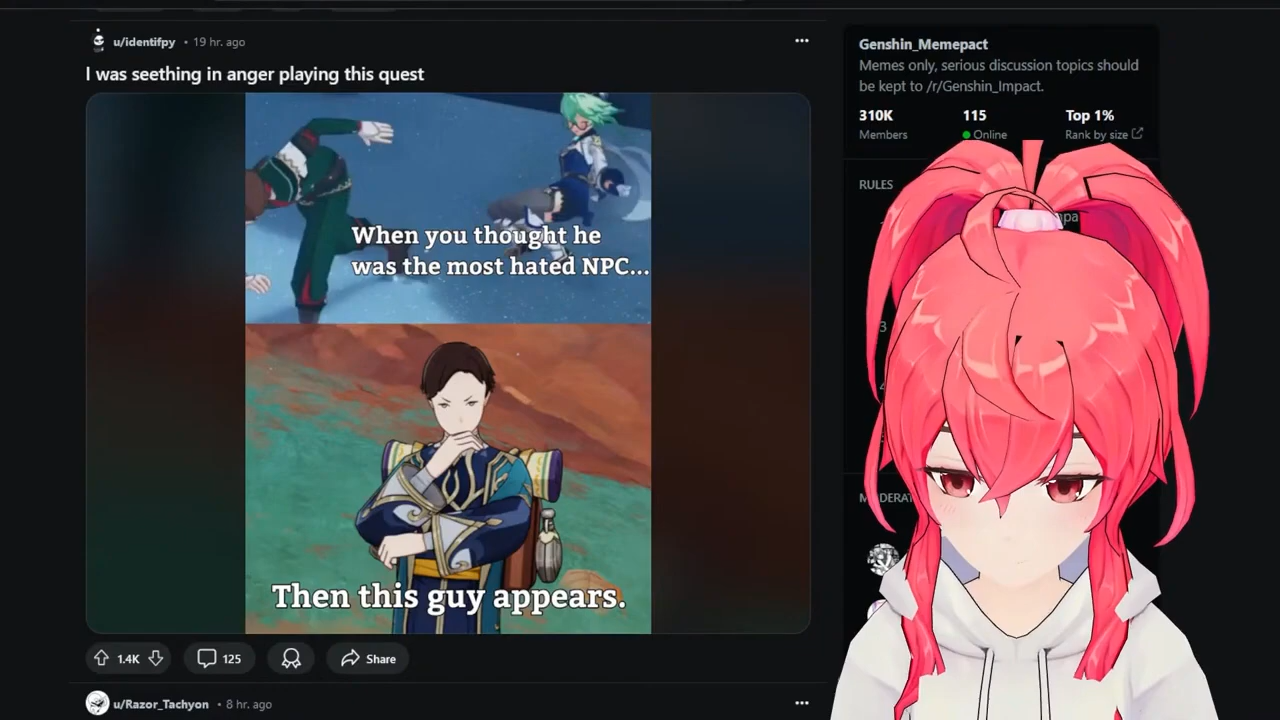 u/identifpy • 19 hr. ago
I was seething in anger playing this quest
When you thought he
was the most hated NPC...
Then this guy appears.
1.4K
125
Share
u/Razor_Tachyon • 8 hr. ago
Genshin_Memepact
Memes only, serious discussion topics should
be kept to /r/Genshin_Impact.
310K 115 Top 1%
Members Online Rank by size
RULES
3